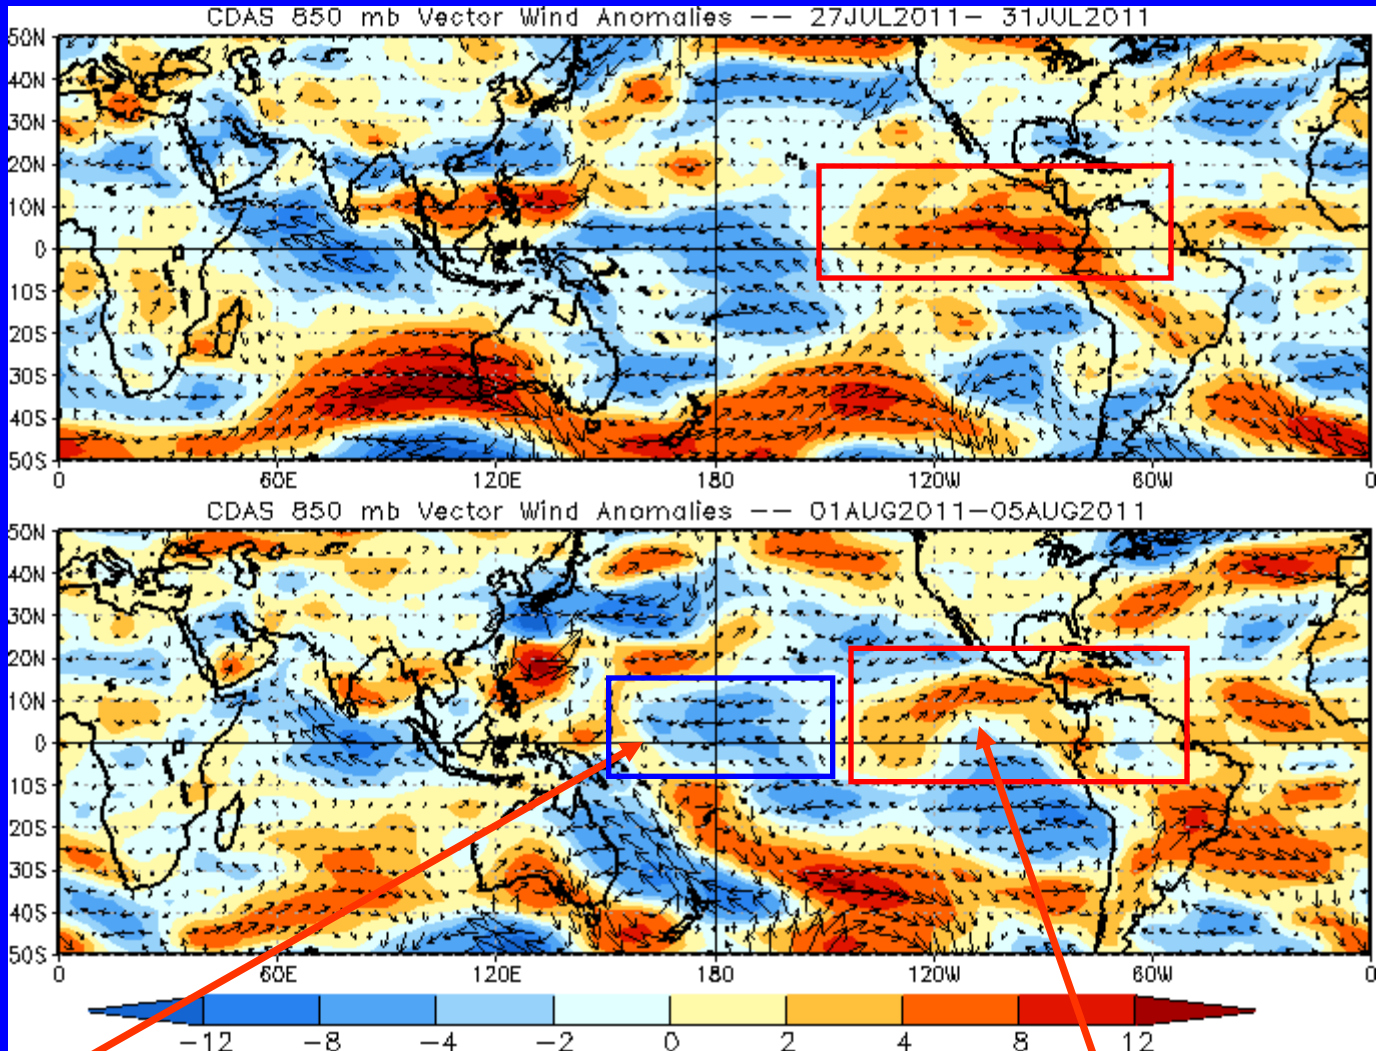 CDAS 850 mb Vector Wind Anomalies -- 27JUL2011- 31JUL2011
50N
40N
30N
20N
10N
0
10S
20S
30S
40S
50S
0 60E 120E 180 120W 60W 0
CDAS 850 mb Vector Wind Anomalies -- 01AUG2011-05AUG2011
50N
40N
30N
20N
10N
0
10S
20S
30S
40S
50S
0 60E 120E 180 120W 60W 0
-12 -8 -4 -2 0 2 4 8 12